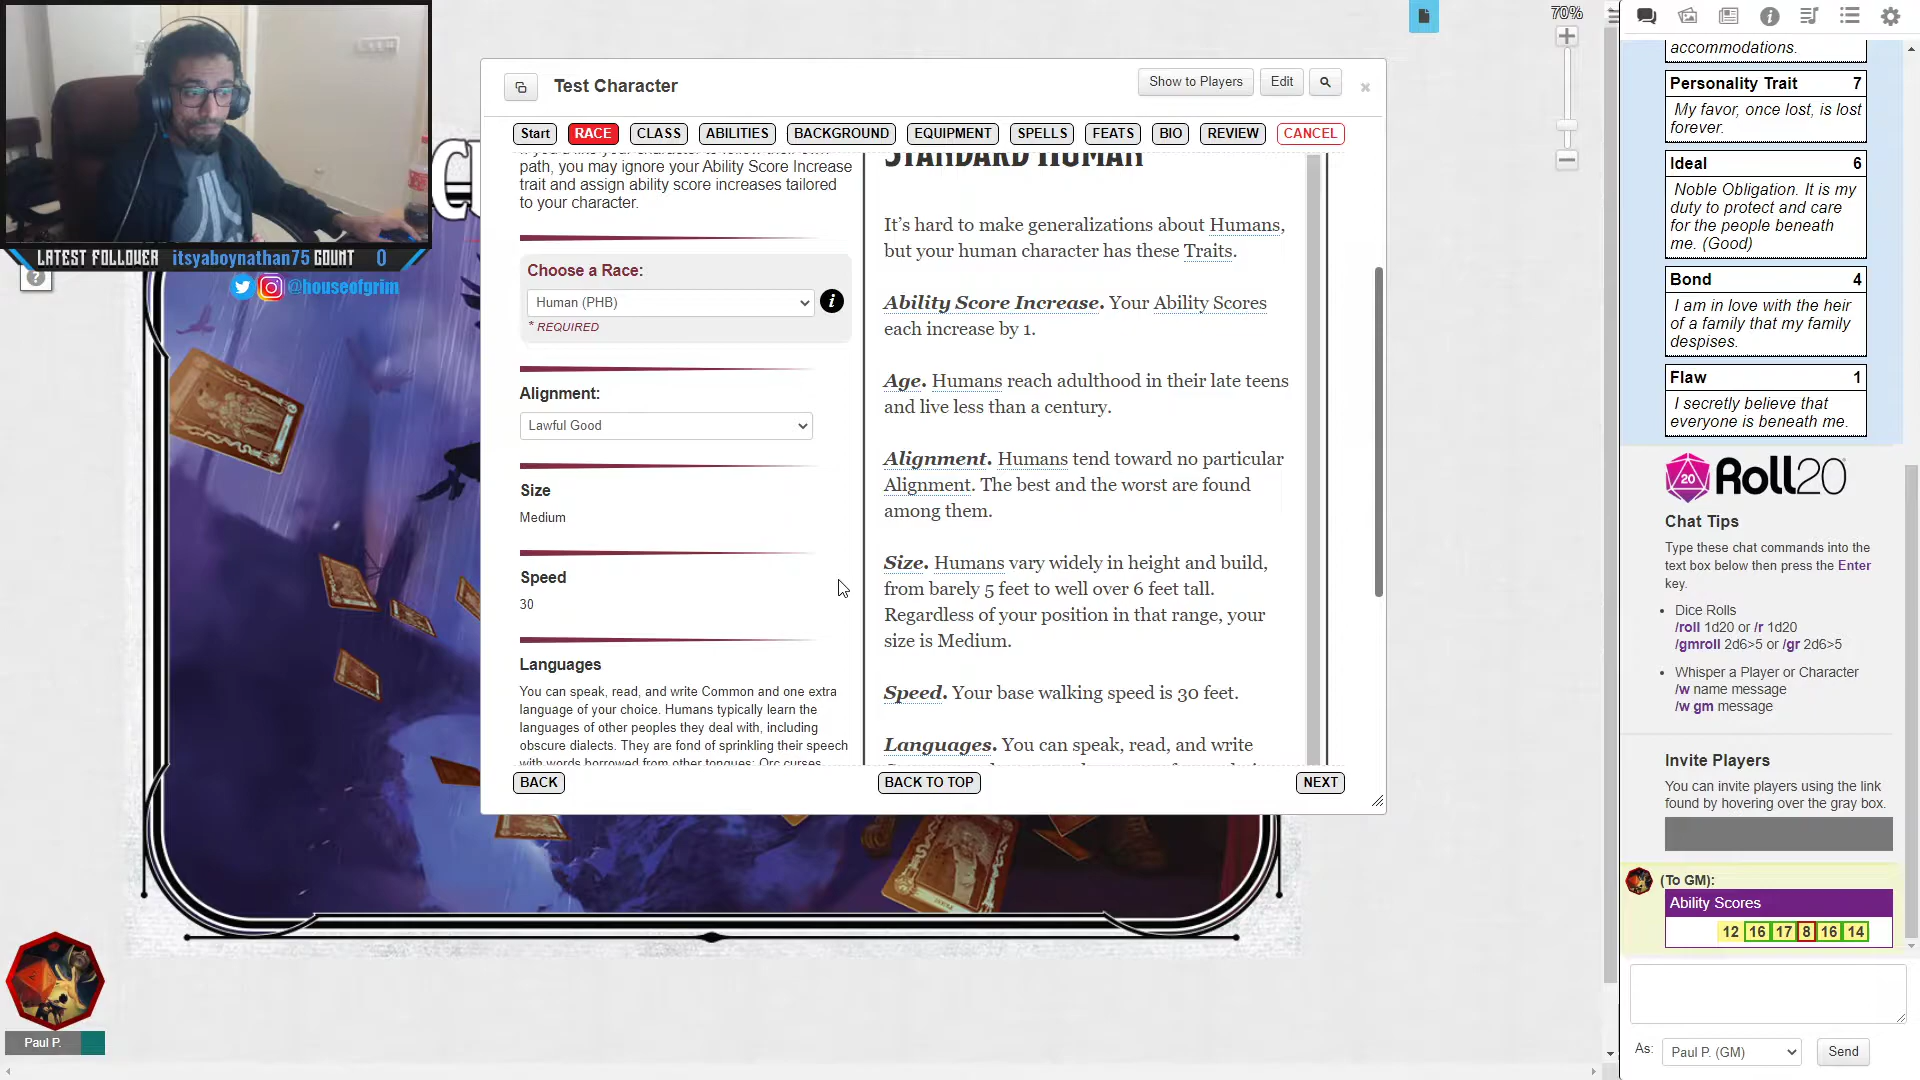 LATEST FOLLOWER itsyaboynathan75 COUNT 0
@houseofgrim
?
Test Character
Show to Players
Edit
Start
RACE
CLASS
ABILITIES
BACKGROUND
EQUIPMENT
SPELLS
FEATS
BIO
REVIEW
CANCEL
path, you may ignore your Ability Score Increase
trait and assign ability score increases tailored
to your character.
Choose a Race:
Human (PHB)
* REQUIRED
Alignment:
Lawful Good
Size
Medium
Speed
30
Languages
You can speak, read, and write Common and one extra
language of your choice. Humans typically learn the
languages of other peoples they deal with, including
obscure dialects. They are fond of sprinkling their speech
with words borrowed from other tongues: Orc curses,
STANDARD HUMAN
It's hard to make generalizations about Humans,
but your human character has these Traits.
Ability Score Increase. Your Ability Scores
each increase by 1.
Age. Humans reach adulthood in their late teens
and live less than a century.
Alignment. Humans tend toward no particular
Alignment. The best and the worst are found
among them.
Size. Humans vary widely in height and build,
from barely 5 feet to well over 6 feet tall.
Regardless of your position in that range, your
size is Medium.
Speed. Your base walking speed is 30 feet.
Languages. You can speak, read, and write
BACK
BACK TO TOP
NEXT
70%
accommodations.
Personality Trait 7
My favor, once lost, is lost
forever.
Ideal 6
Noble Obligation. It is my
duty to protect and care
for the people beneath
me. (Good)
Bond 4
I am in love with the heir
of a family that my family
despises.
Flaw 1
I secretly believe that
everyone is beneath me.
20 Roll20
Chat Tips
Type these chat commands into the
text box below then press the Enter
key.
• Dice Rolls
/roll 1d20 or /r 1d20
/gmroll 2d6>5 or /gr 2d6>5
• Whisper a Player or Character
/w name message
/w gm message
Invite Players
You can invite players using the link
found by hovering over the gray box.
(To GM):
Ability Scores
12 16 17 8 16 14
As: Paul P. (GM)
Send
Paul P.